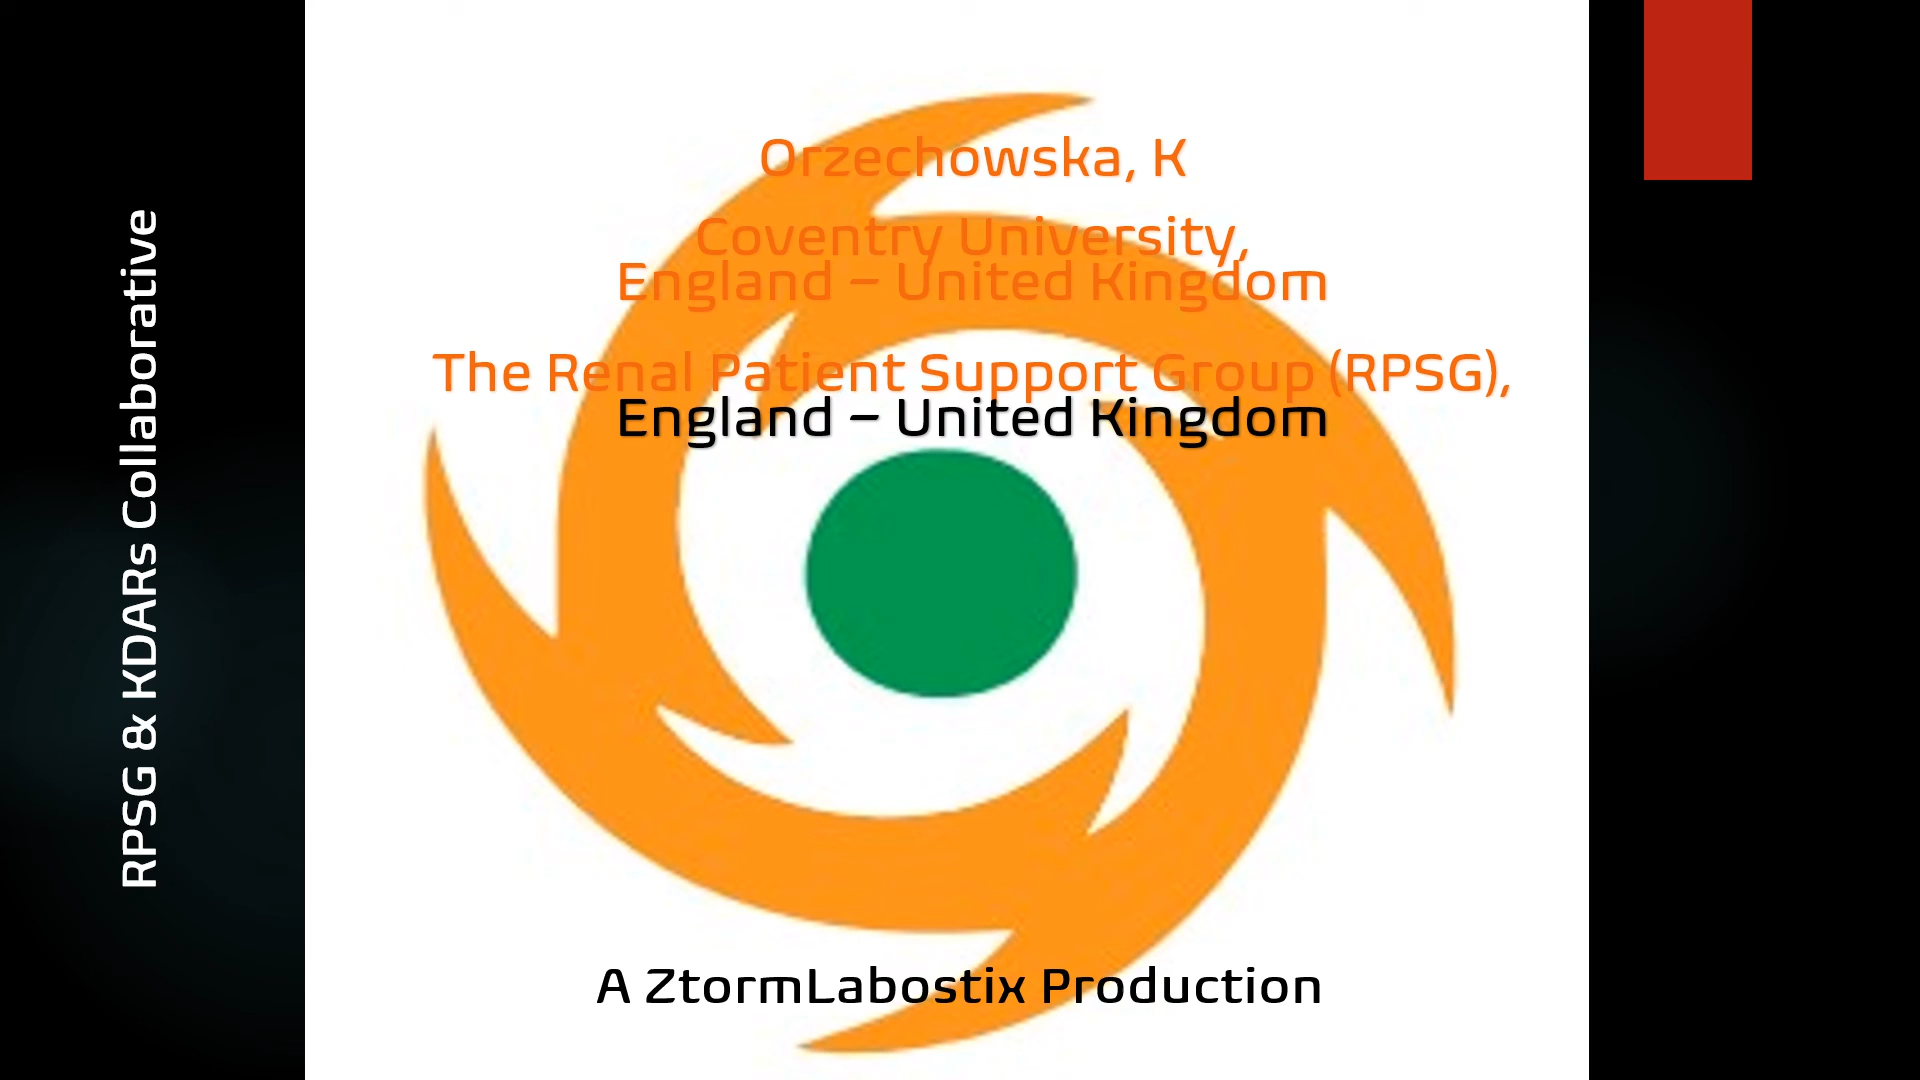 RPSG & KDARs Collaborative
Orzechowska, K
Coventry University,
England – United Kingdom
The Renal Patient Support Group (RPSG),
England – United Kingdom
A ZtormLabostix Production